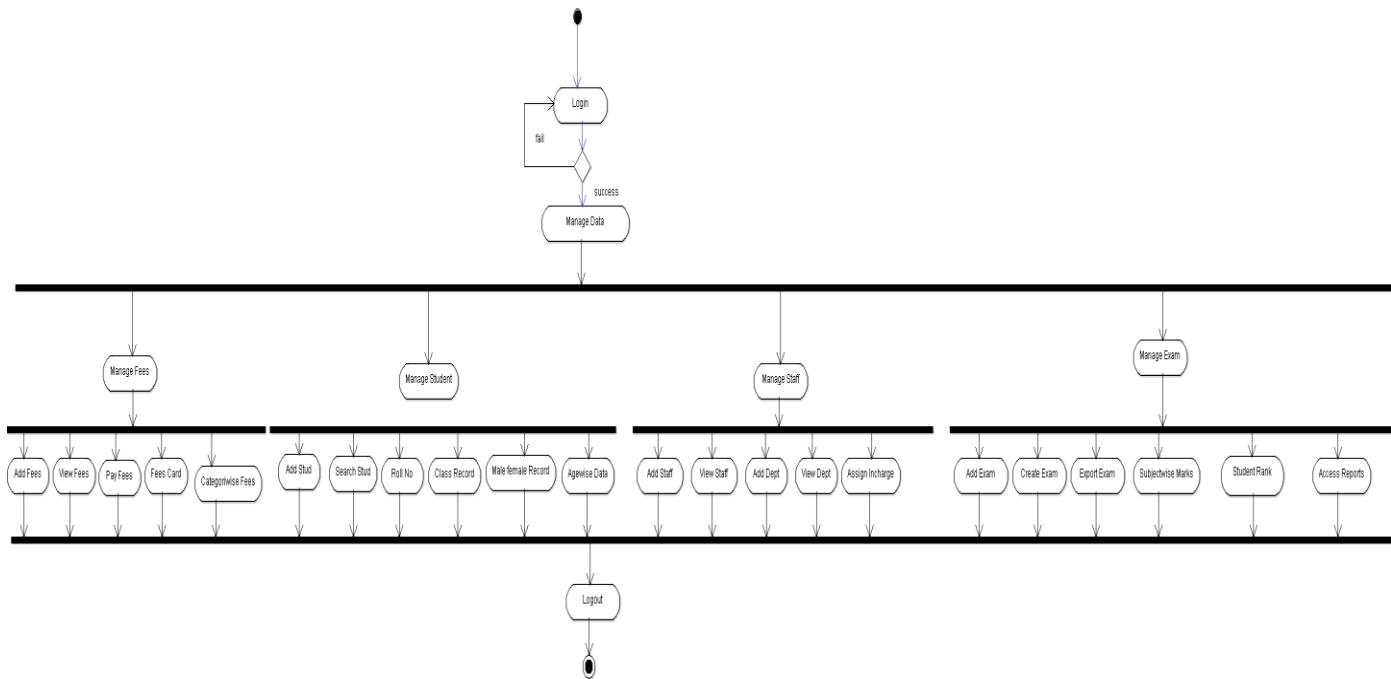 Login
fail
success
Manage Data
Manage Fees
Manage Student
Manage Staff
Manage Exam
Add Fees
View Fees
Pay Fees
Fees Card
Categoriwise Fees
Add Stud
Search Stud
Roll No
Class Record
Male female Record
Agewise Data
Add Staff
View Staff
Add Dept
View Dept
Assign Incharge
Add Exam
Create Exam
Export Exam
Subjectwise Marks
Student Rank
Access Reports
Logout